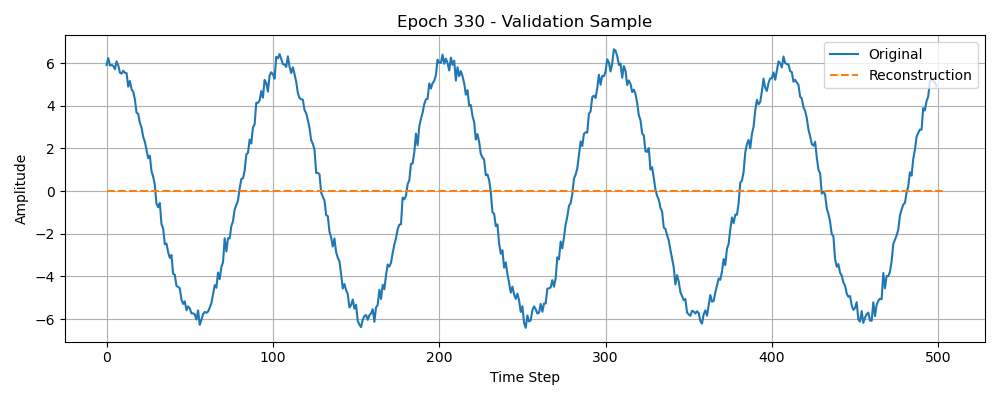 Epoch 330 - Validation Sample
Original
Reconstruction
Amplitude
6
4
2
0
−2
−4
−6
0 100 200 300 400 500
Time Step